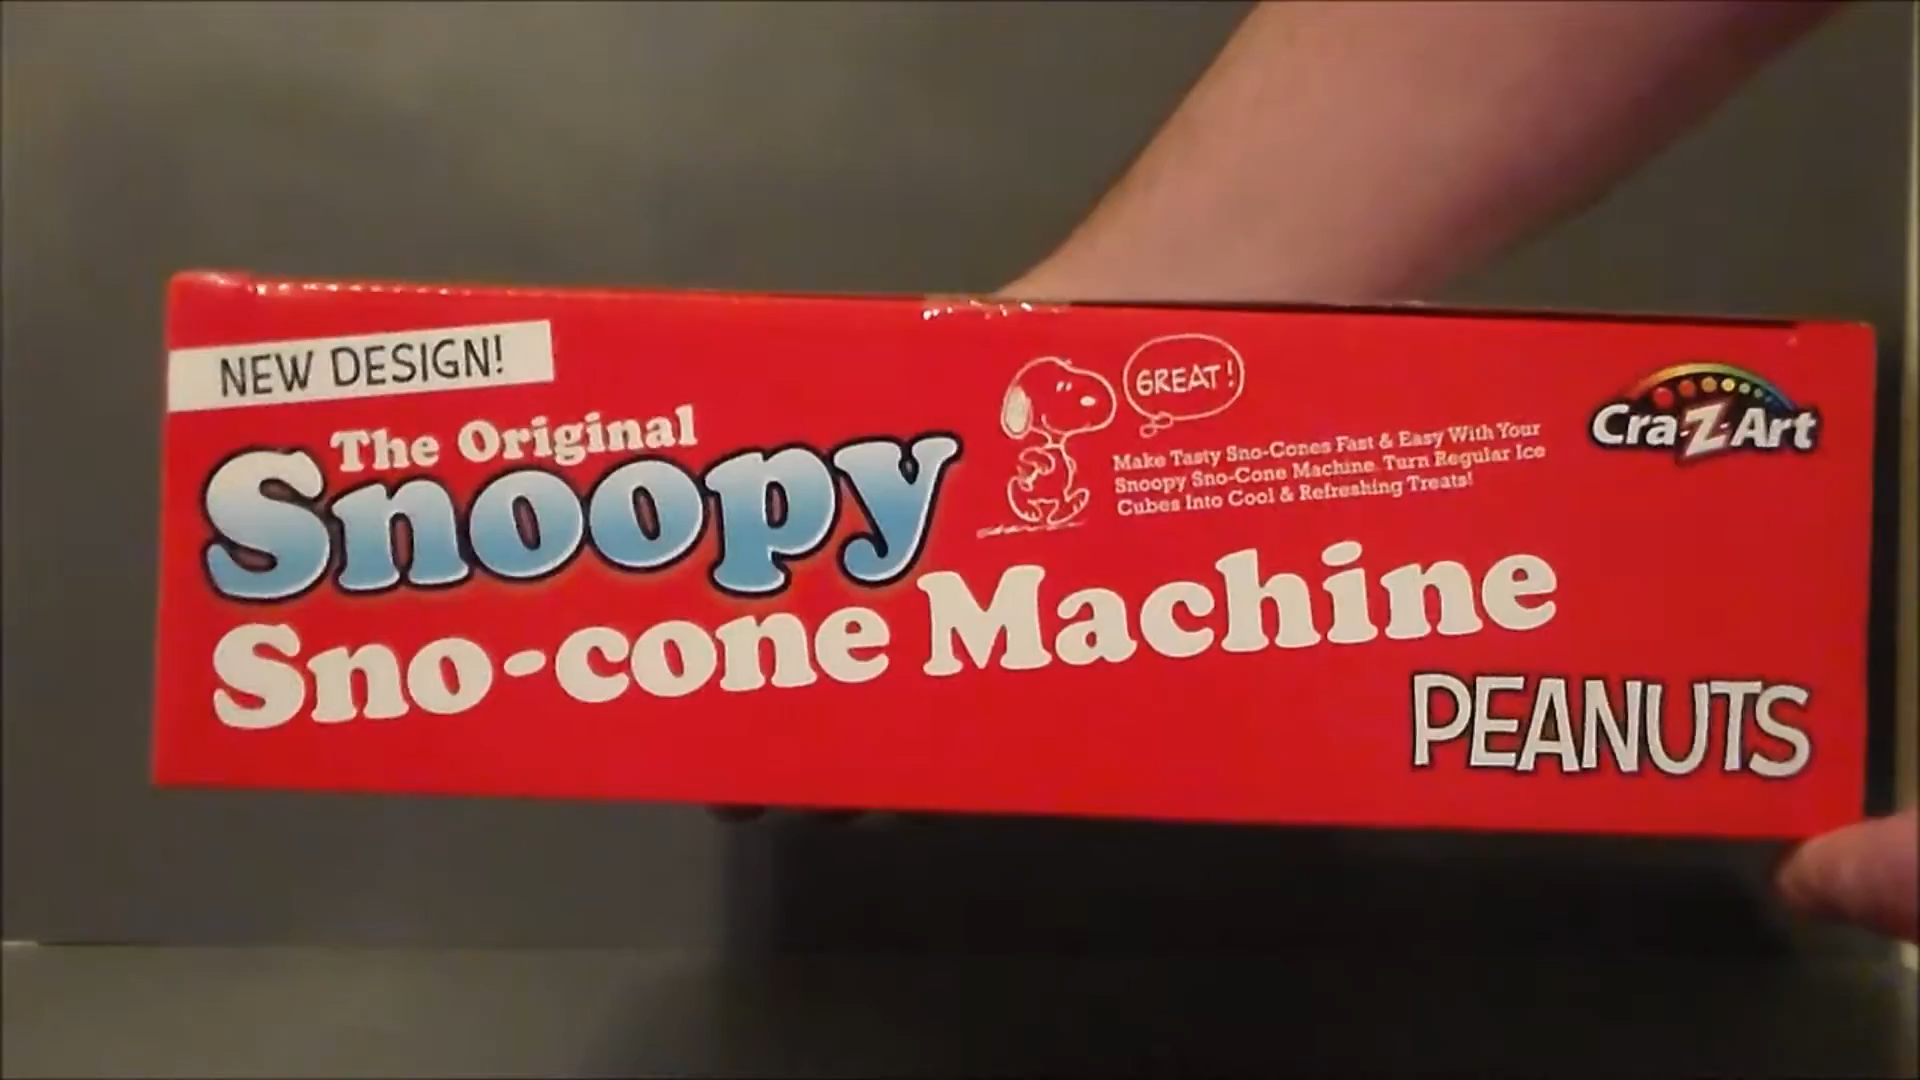 NEW DESIGN!
The Original
Snoopy
Sno-cone Machine
GREAT!
Make Tasty Sno-Cones Fast & Easy With Your
Snoopy Sno-Cone Machine. Turn Regular Ice
Cubes Into Cool & Refreshing Treats!
Cra-Z-Art
PEANUTS